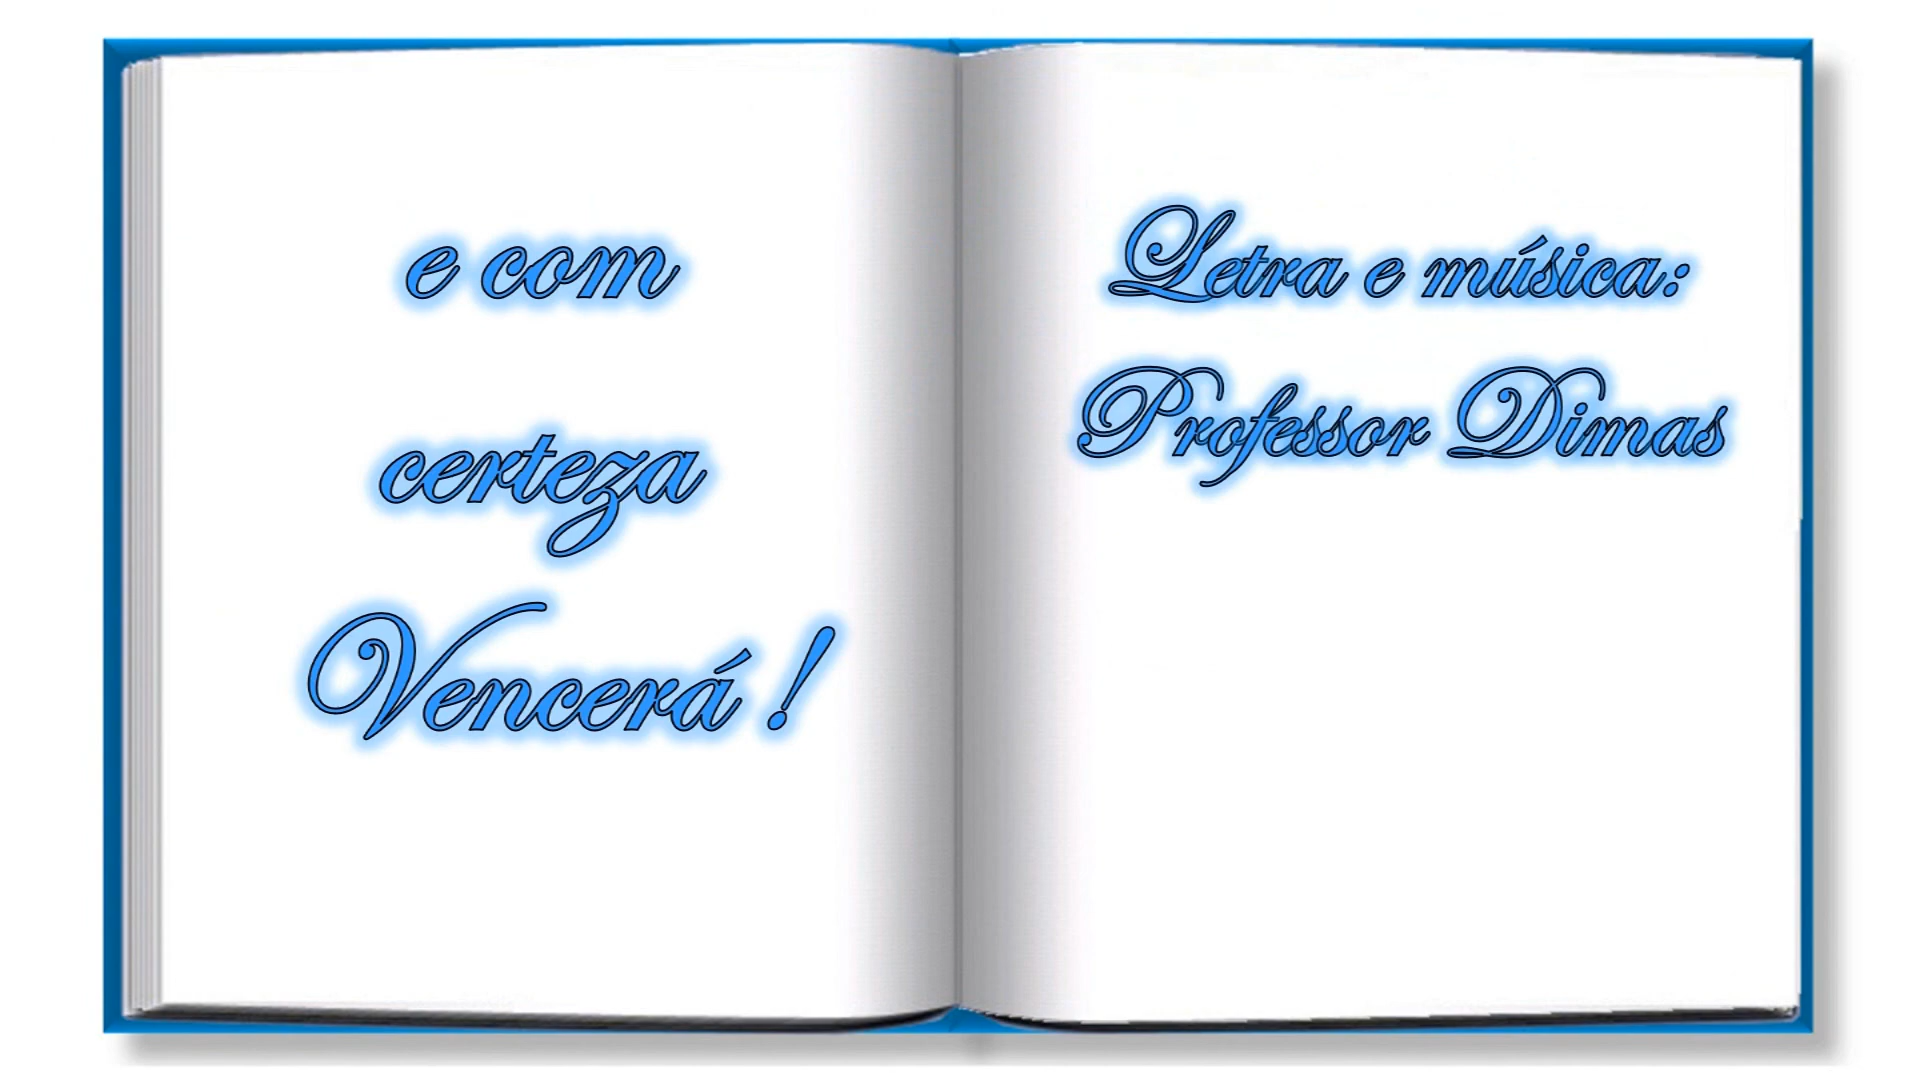 e com
certeza
Vencerá !
Letra e música:
Professor Dimas